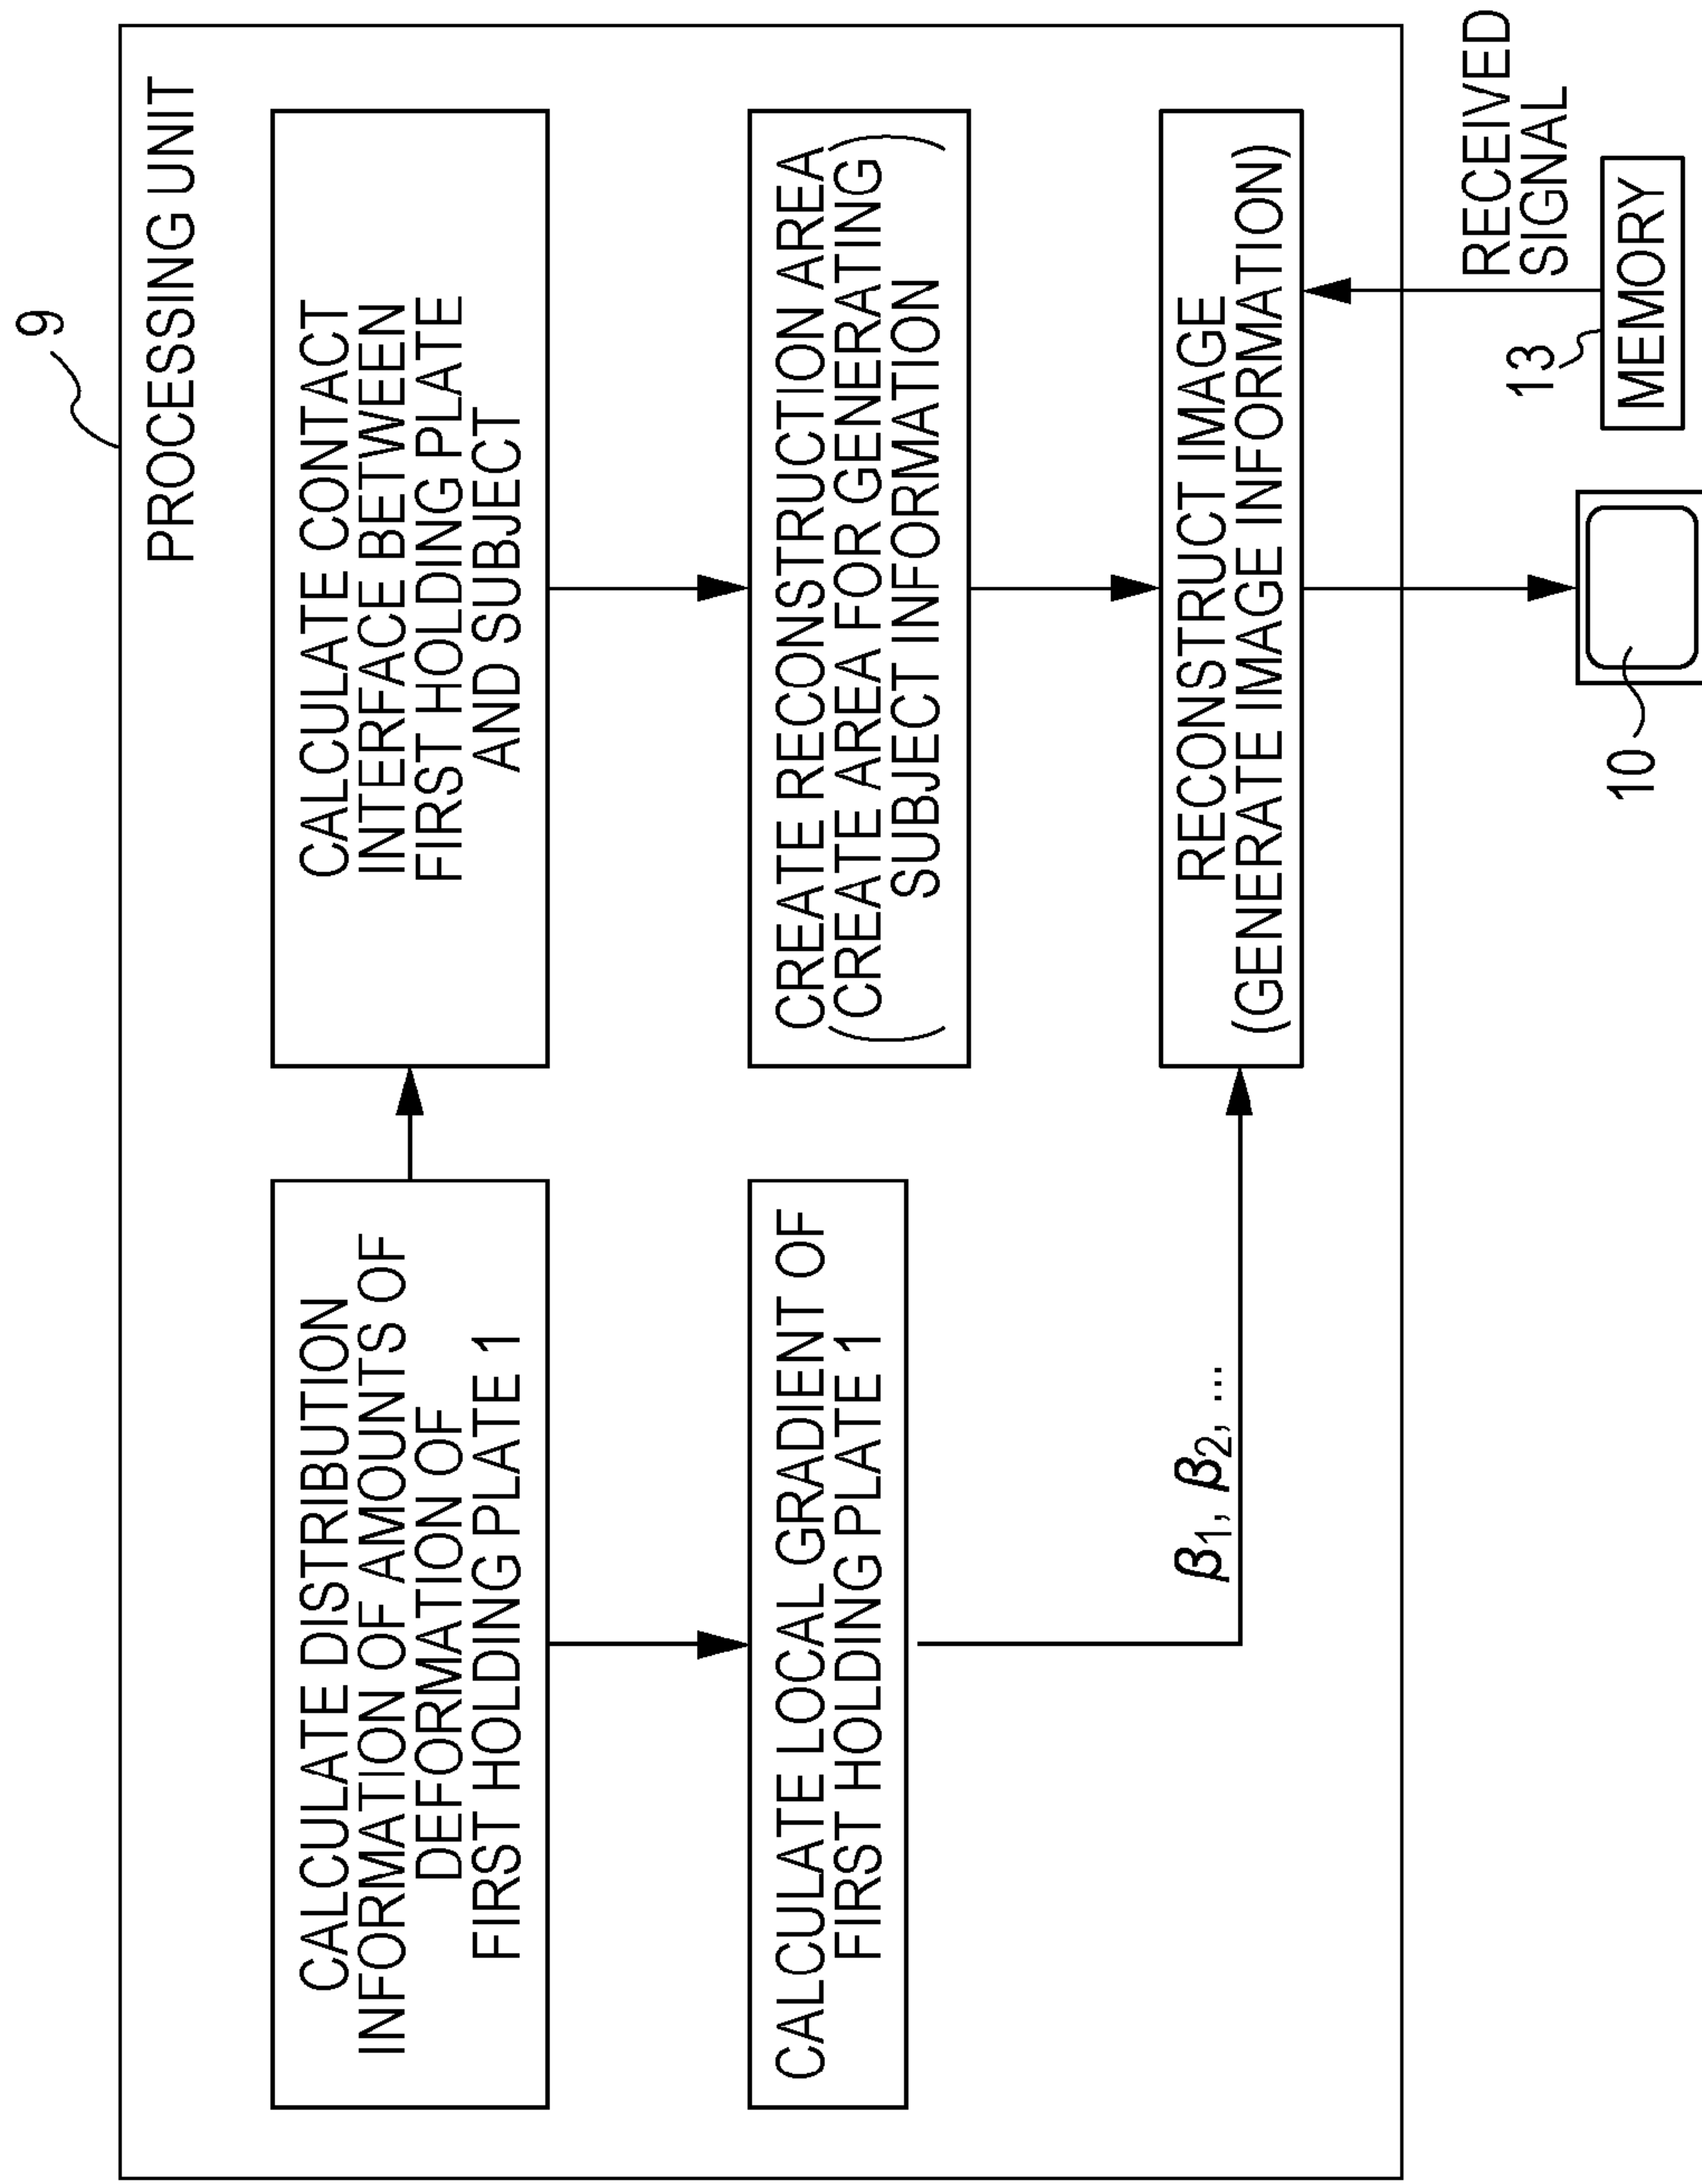 9
PROCESSING UNIT
CALCULATE DISTRIBUTION
INFORMATION OF AMOUNTS OF
DEFORMATION OF
FIRST HOLDING PLATE 1
CALCULATE CONTACT
INTERFACE BETWEEN
FIRST HOLDING PLATE
AND SUBJECT
CALCULATE LOCAL GRADIENT OF
FIRST HOLDING PLATE 1
CREATE RECONSTRUCTION AREA
(CREATE AREA FOR GENERATING
SUBJECT INFORMATION)
β1, β2, ...
RECONSTRUCT IMAGE
(GENERATE IMAGE INFORMATION)
RECEIVED
SIGNAL
10
13
MEMORY